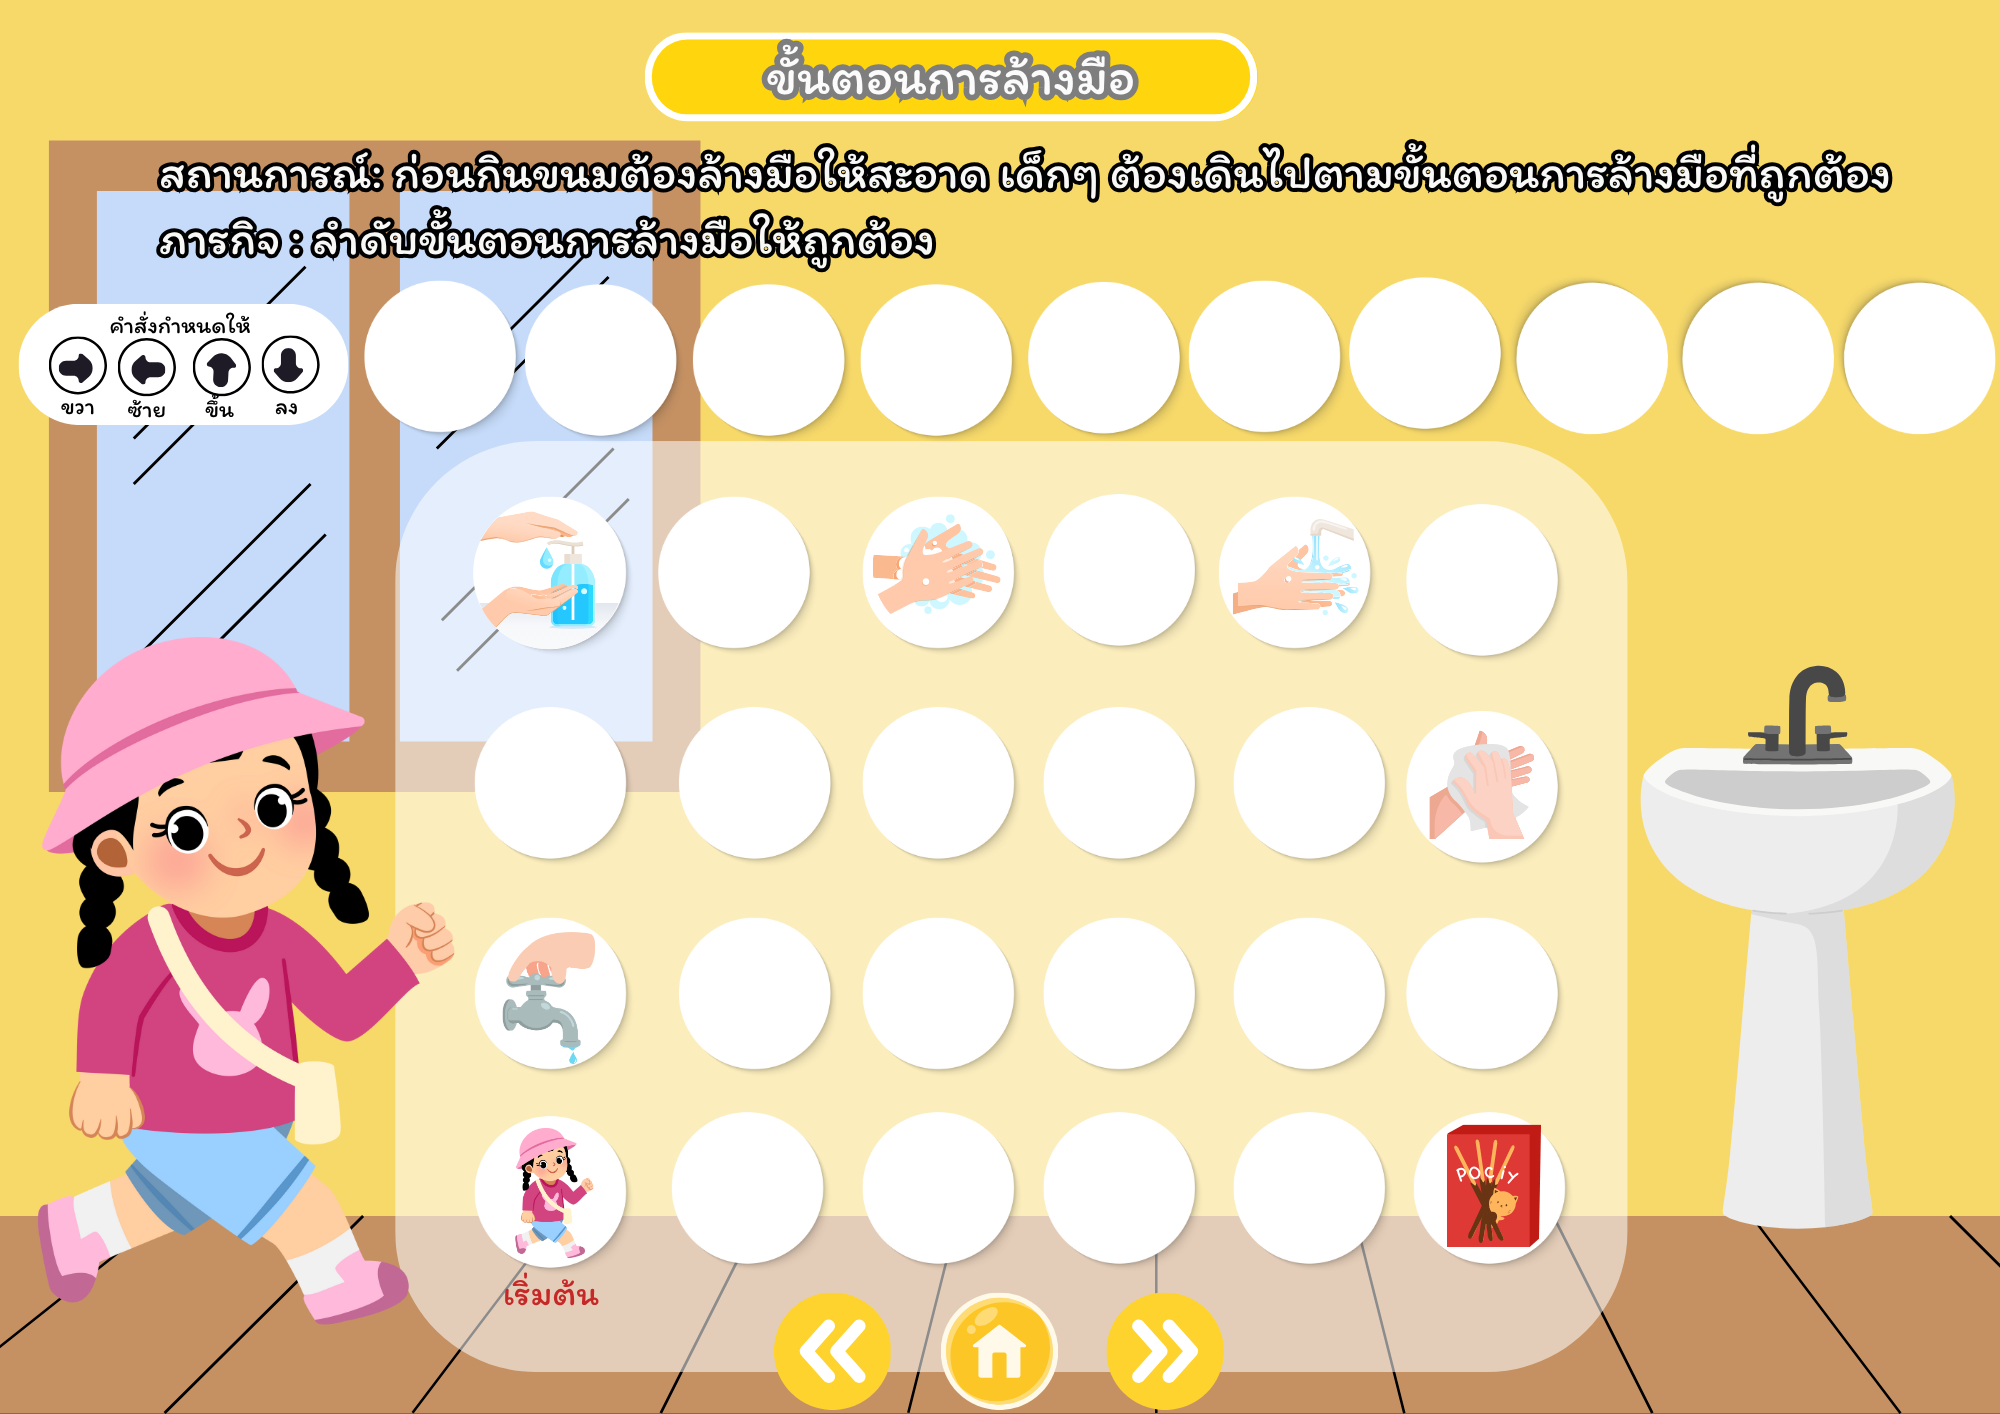 ขั้นตอนการล้างมือ
สถานการณ์: ก่อนกินขนมต้องล้างมือให้สะอาด เด็กๆ ต้องเดินไปตามขั้นตอนการล้างมือที่ถูกต้อง
ภารกิจ : ลำดับขั้นตอนการล้างมือให้ถูกต้อง
คำสั่งกำหนดให้
ขวา ซ้าย ขึ้น ลง
POCiY
เริ่มต้น